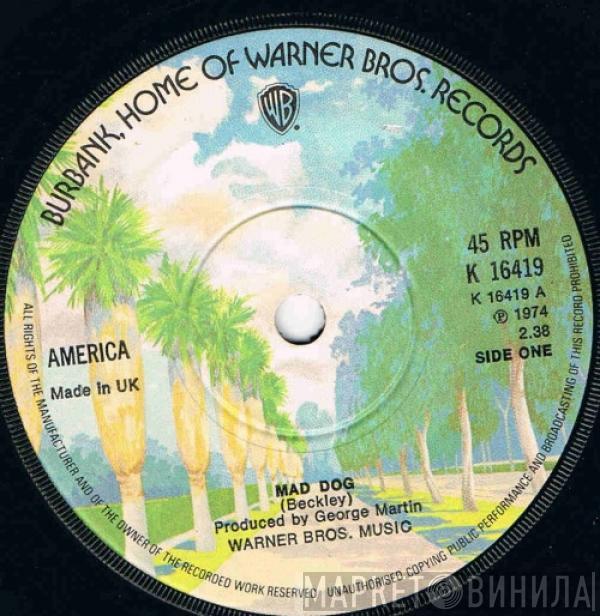 BURBANK, HOME OF WARNER BROS. RECORDS
WB
45 RPM
K 16419
K 16419 A
℗ 1974
2.38
SIDE ONE
AMERICA
Made in UK
MAD DOG
(Beckley)
Produced by George Martin
WARNER BROS. MUSIC
ALL RIGHTS OF THE MANUFACTURER AND OF THE OWNER OF THE RECORDED WORK RESERVED UNAUTHORISED COPYING PUBLIC PERFORMANCE AND BROADCASTING OF THIS RECORD PROHIBITED
МАРКЕТ ВИНИЛА